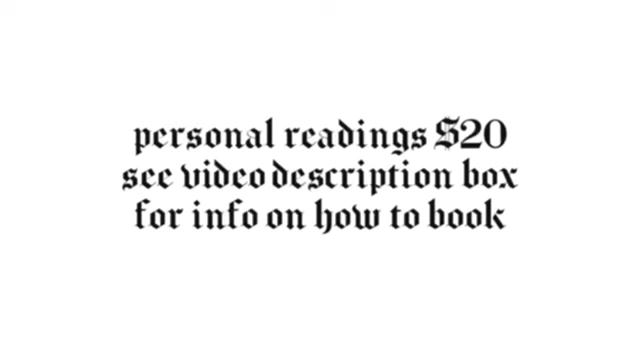 personal readings $20
see video description box
for info on how to book